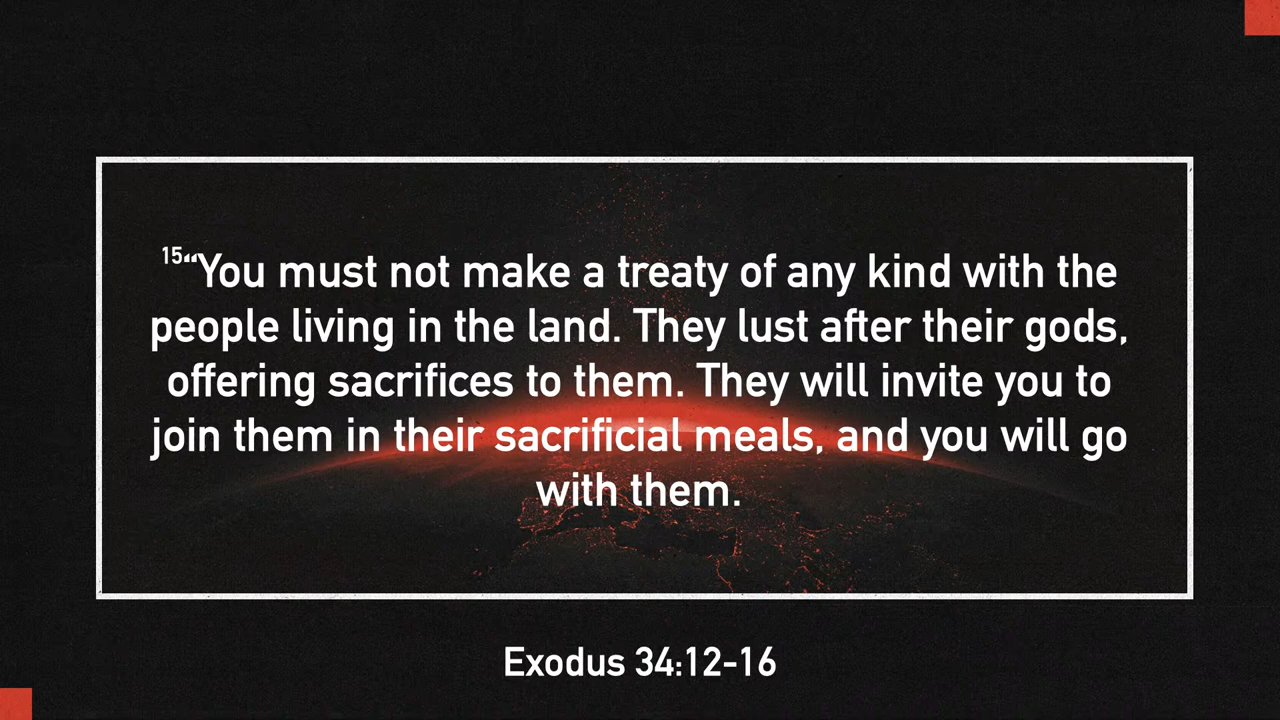 15“You must not make a treaty of any kind with the
people living in the land. They lust after their gods,
offering sacrifices to them. They will invite you to
join them in their sacrificial meals, and you will go
with them.
Exodus 34:12-16